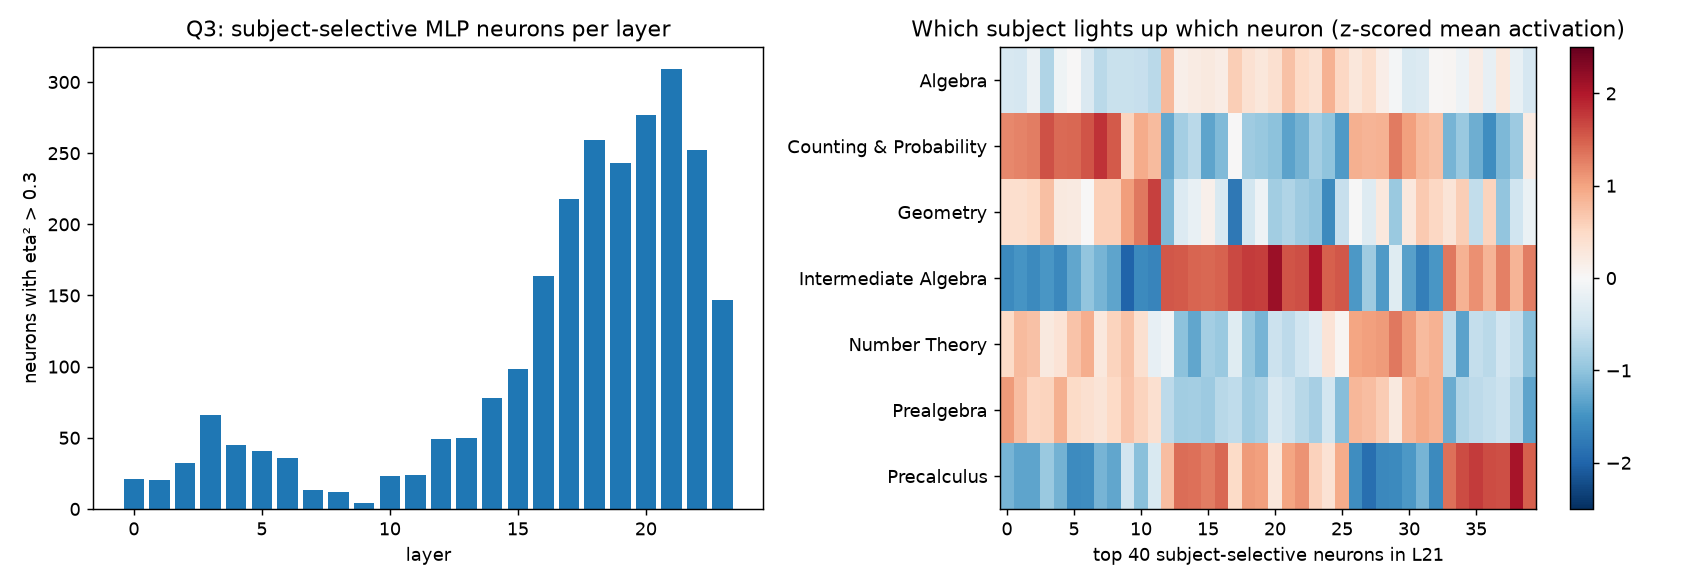 Q3: subject-selective MLP neurons per layer
neurons with eta² > 0.3
300
250
200
150
100
50
0
0 5 10 15 20
layer
Which subject lights up which neuron (z-scored mean activation)
Algebra
Counting & Probability
Geometry
Intermediate Algebra
Number Theory
Prealgebra
Precalculus
0 5 10 15 20 25 30 35
top 40 subject-selective neurons in L21
2
1
0
−1
−2